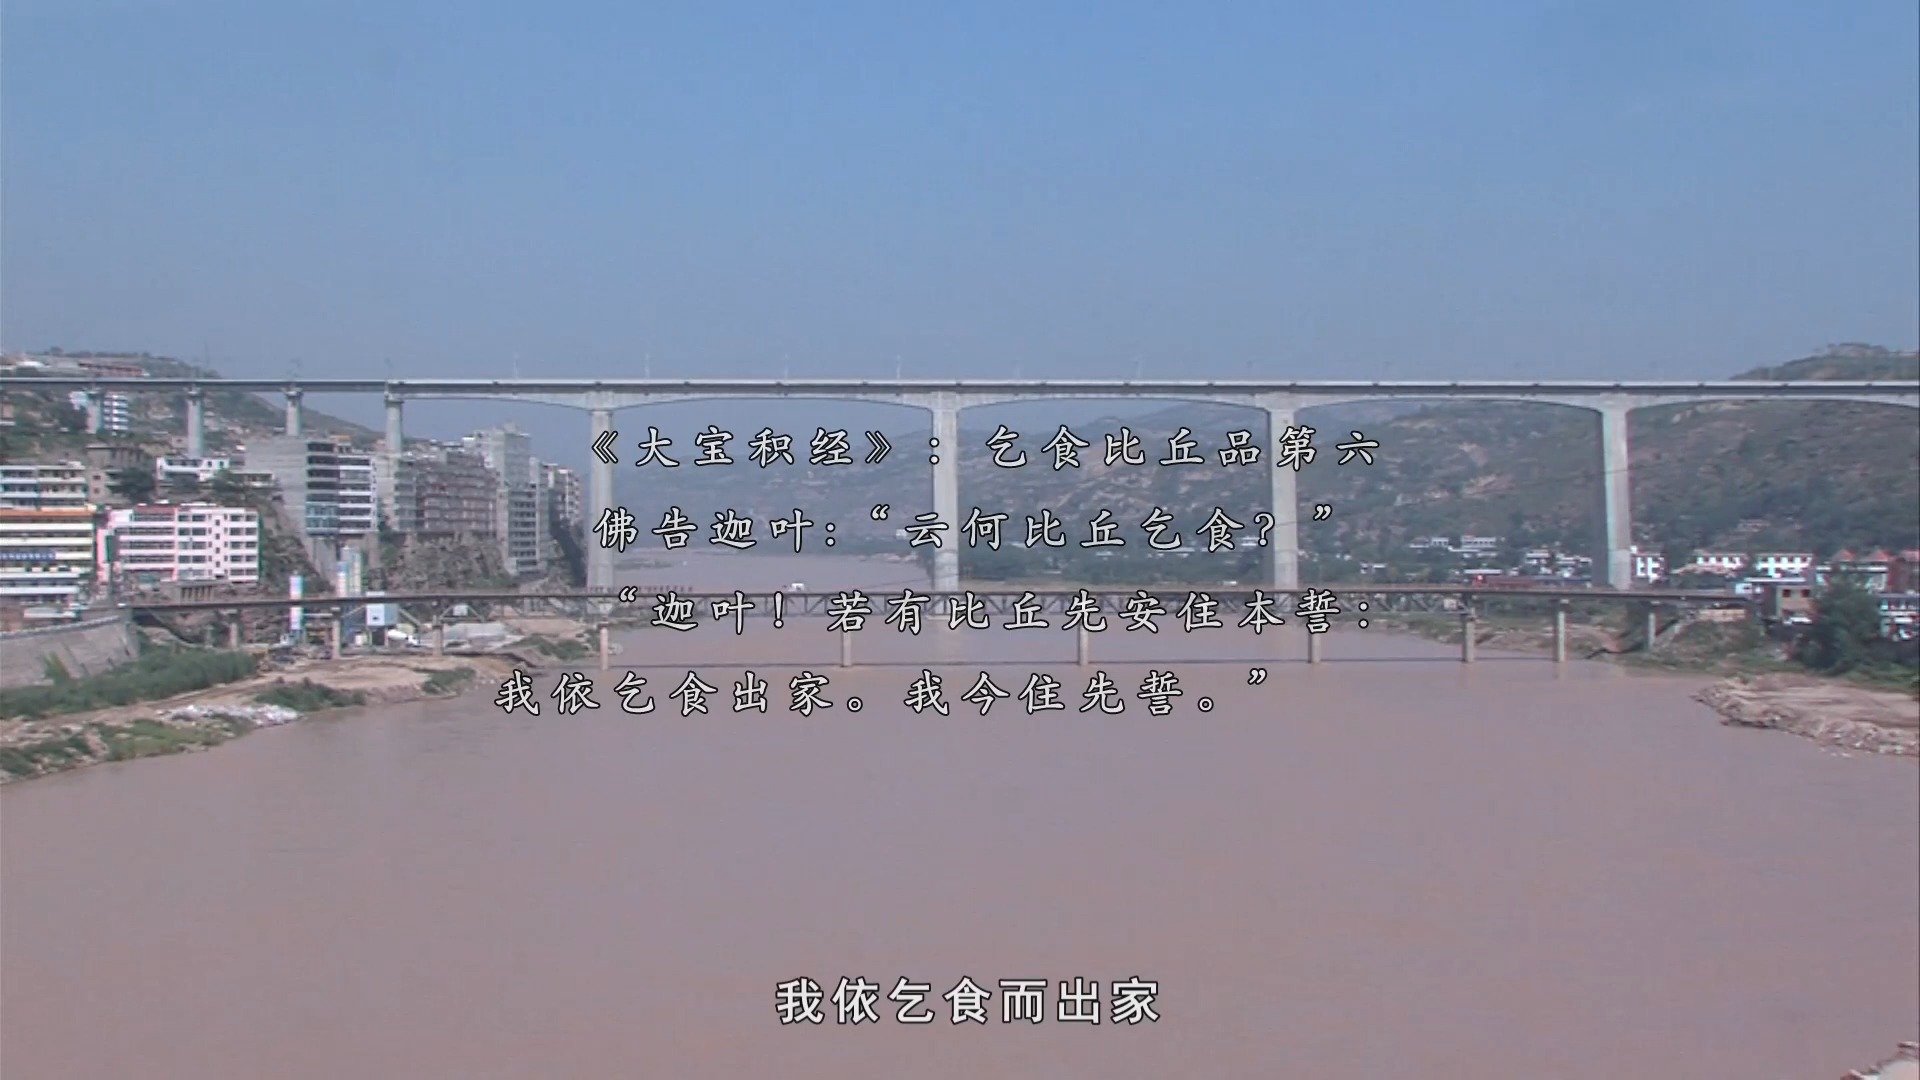 《大宝积经》：乞食比丘品第六
佛告迦叶:“云何比丘乞食？”
“迦叶！若有比丘先安住本誓：
我依乞食出家。我今住先誓。”
我依乞食而出家